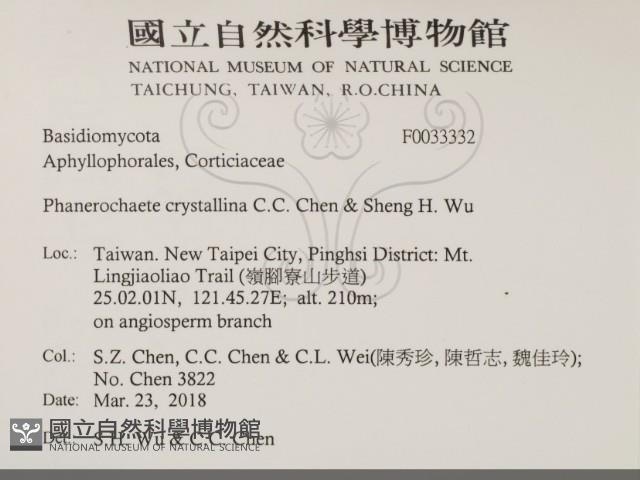 國立自然科學博物館
NATIONAL MUSEUM OF NATURAL SCIENCE
TAICHUNG, TAIWAN, R.O.CHINA
Basidiomycota F0033332
Aphyllophorales, Corticiaceae
Phanerochaete crystallina C.C. Chen & Sheng H. Wu
Loc.: Taiwan. New Taipei City, Pinghsi District: Mt.
Lingjiaoliao Trail (嶺腳寮山步道)
25.02.01N, 121.45.27E; alt. 210m;
on angiosperm branch
Col.: S.Z. Chen, C.C. Chen & C.L. Wei(陳秀珍, 陳哲志, 魏佳玲);
No. Chen 3822
Date: Mar. 23, 2018
Det.: S.H. Wu & C.C. Chen
國立自然科學博物館
NATIONAL MUSEUM OF NATURAL SCIENCE